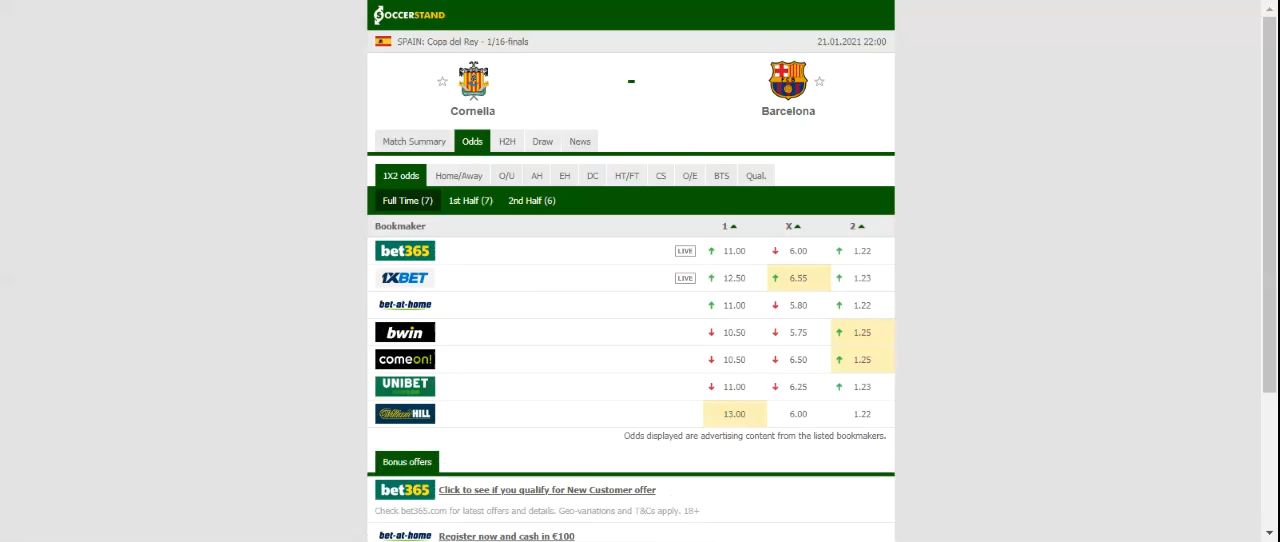 SOCCERSTAND
SPAIN: Copa del Rey - 1/16-finals 21.01.2021 22:00
-
Cornella Barcelona
Match Summary Odds H2H Draw News
1X2 odds Home/Away O/U AH EH DC HT/FT CS O/E BTS Qual.
Full Time (7) 1st Half (7) 2nd Half (6)
Bookmaker 1 X 2
bet365 LIVE 11.00 6.00 1.22
1XBET LIVE 12.50 6.55 1.23
bet-at-home 11.00 5.80 1.22
bwin 10.50 5.75 1.25
comeon! 10.50 6.50 1.25
UNIBET 11.00 6.25 1.23
William HILL 13.00 6.00 1.22
Odds displayed are advertising content from the listed bookmakers.
Bonus offers
bet365 Click to see if you qualify for New Customer offer
Check bet365.com for latest offers and details. Geo-variations and T&Cs apply. 18+
bet-at-home Register now and cash in €100